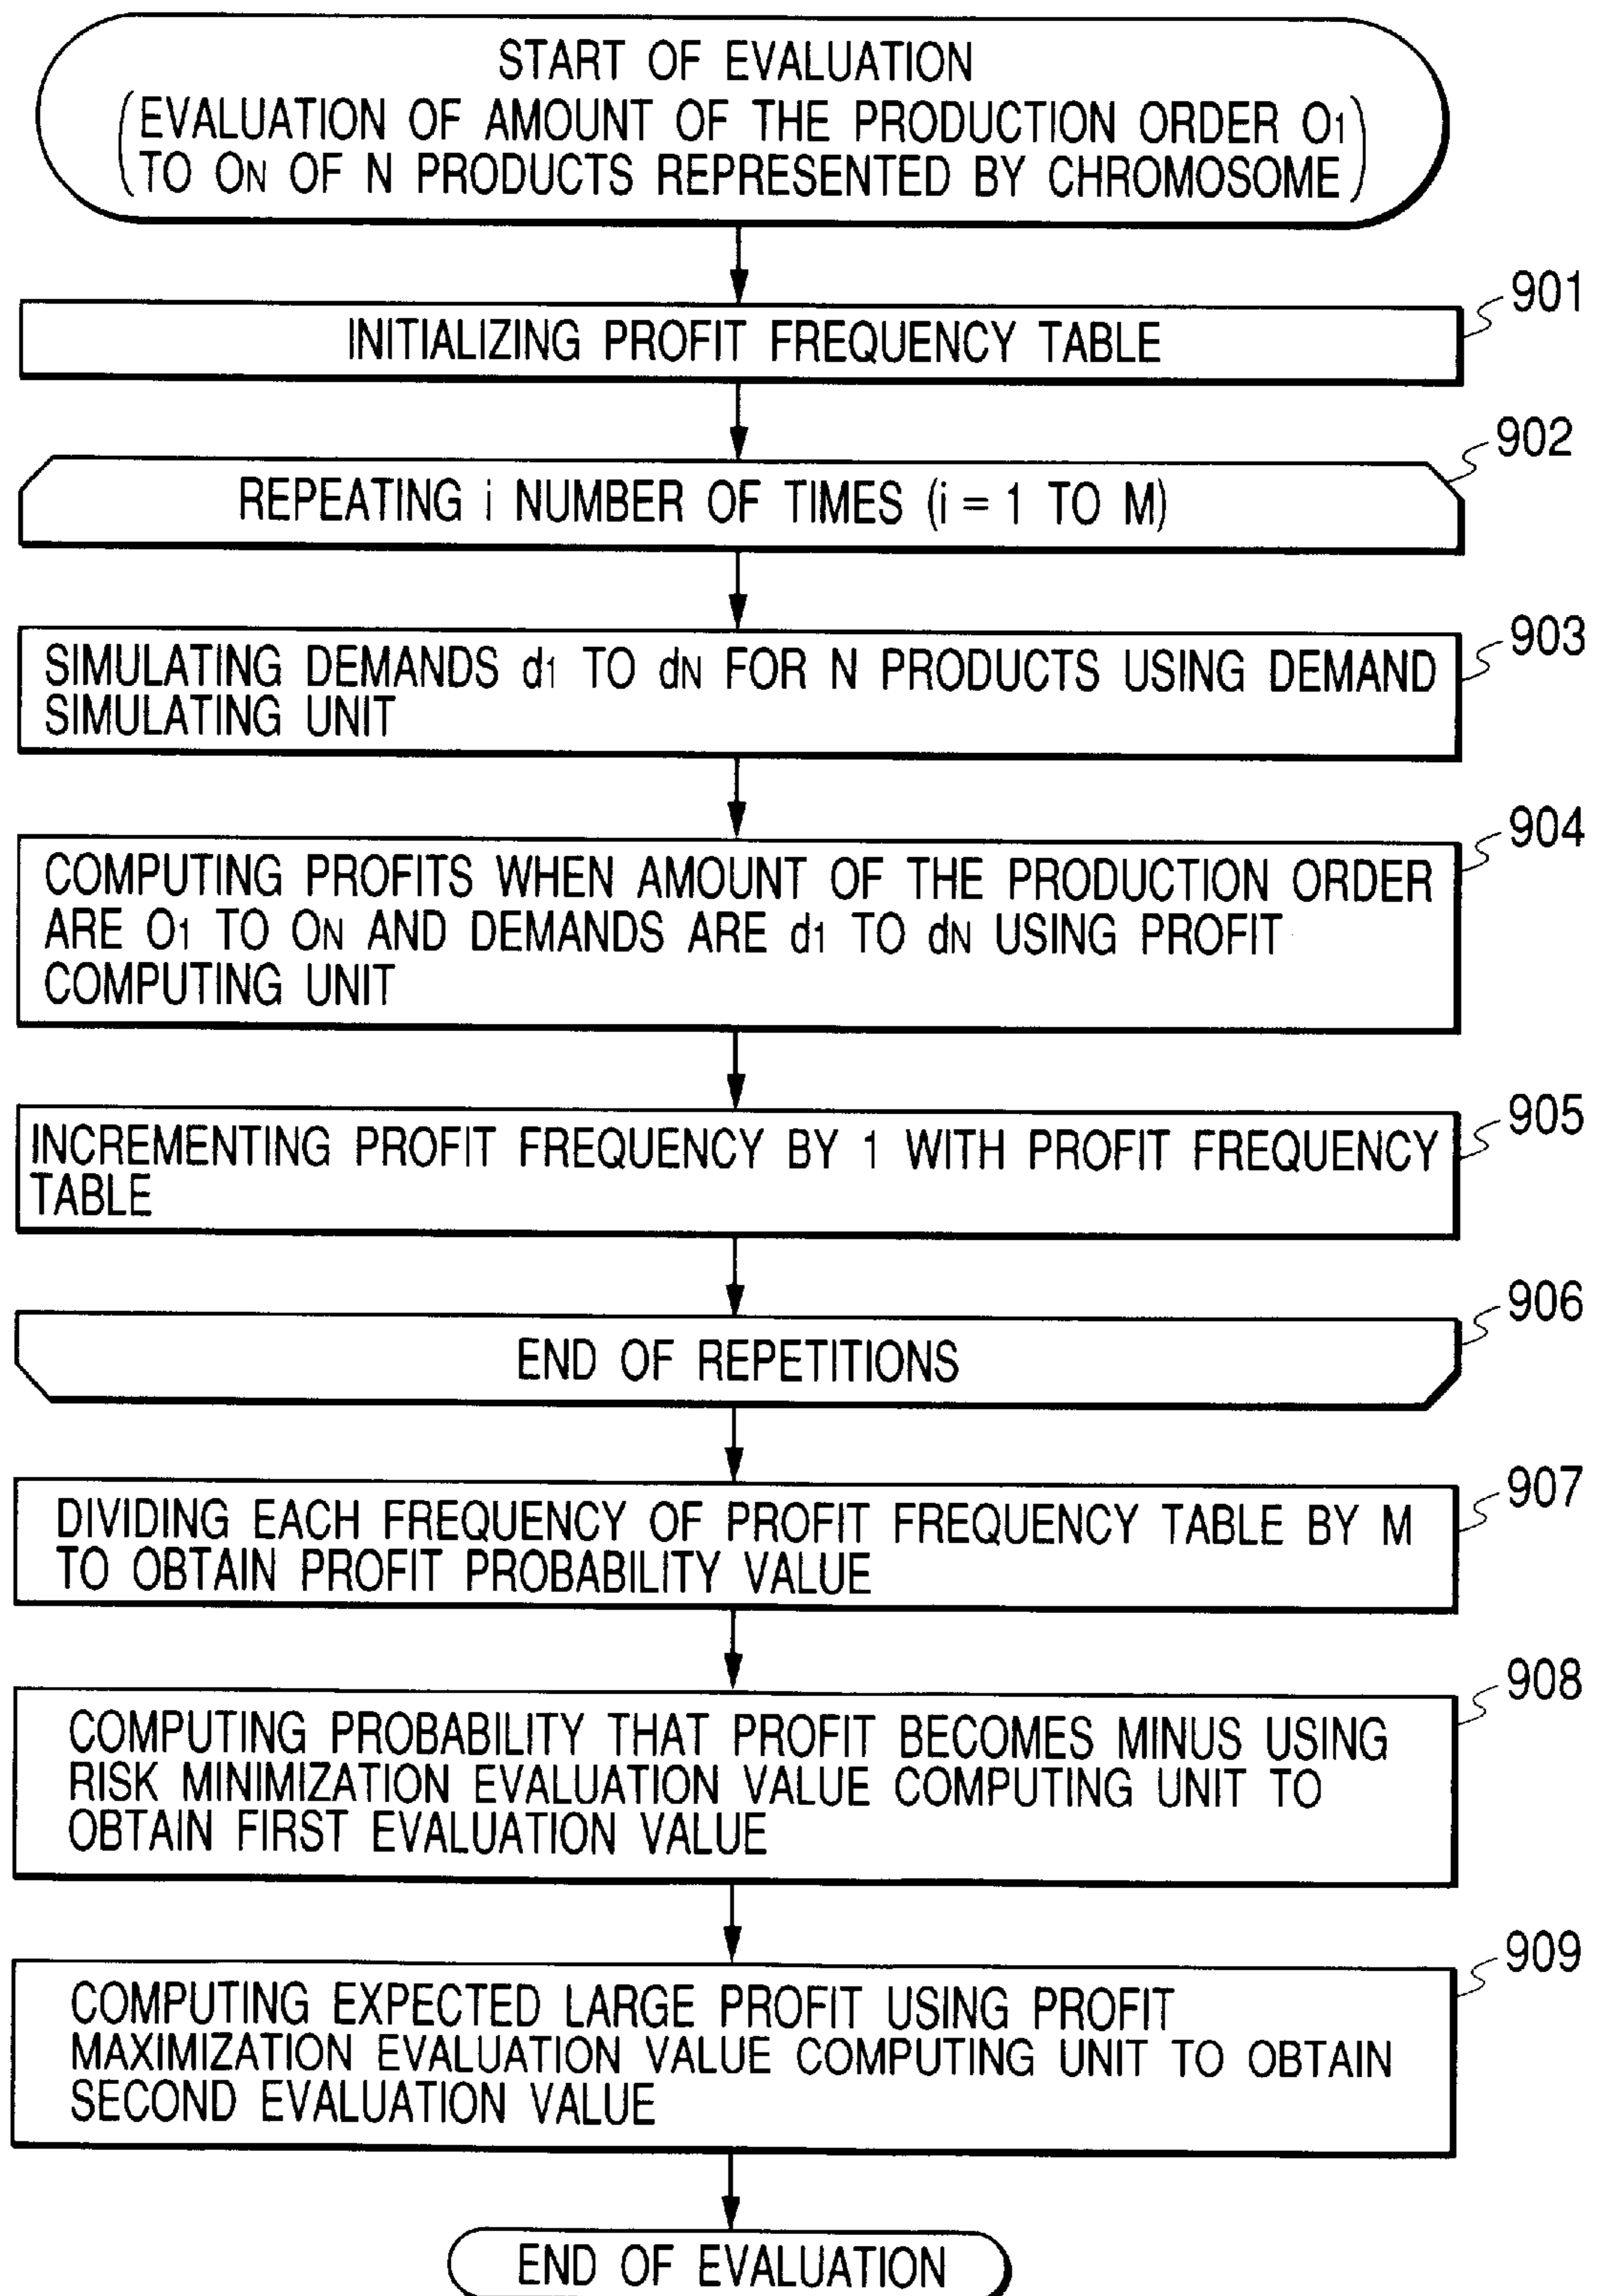 START OF EVALUATION
(EVALUATION OF AMOUNT OF THE PRODUCTION ORDER O1
TO ON OF N PRODUCTS REPRESENTED BY CHROMOSOME)
901
INITIALIZING PROFIT FREQUENCY TABLE
902
REPEATING i NUMBER OF TIMES (i = 1 TO M)
903
SIMULATING DEMANDS d1 TO dN FOR N PRODUCTS USING DEMAND
SIMULATING UNIT
904
COMPUTING PROFITS WHEN AMOUNT OF THE PRODUCTION ORDER
ARE O1 TO ON AND DEMANDS ARE d1 TO dN USING PROFIT
COMPUTING UNIT
905
INCREMENTING PROFIT FREQUENCY BY 1 WITH PROFIT FREQUENCY
TABLE
906
END OF REPETITIONS
907
DIVIDING EACH FREQUENCY OF PROFIT FREQUENCY TABLE BY M
TO OBTAIN PROFIT PROBABILITY VALUE
908
COMPUTING PROBABILITY THAT PROFIT BECOMES MINUS USING
RISK MINIMIZATION EVALUATION VALUE COMPUTING UNIT TO
OBTAIN FIRST EVALUATION VALUE
909
COMPUTING EXPECTED LARGE PROFIT USING PROFIT
MAXIMIZATION EVALUATION VALUE COMPUTING UNIT TO OBTAIN
SECOND EVALUATION VALUE
END OF EVALUATION